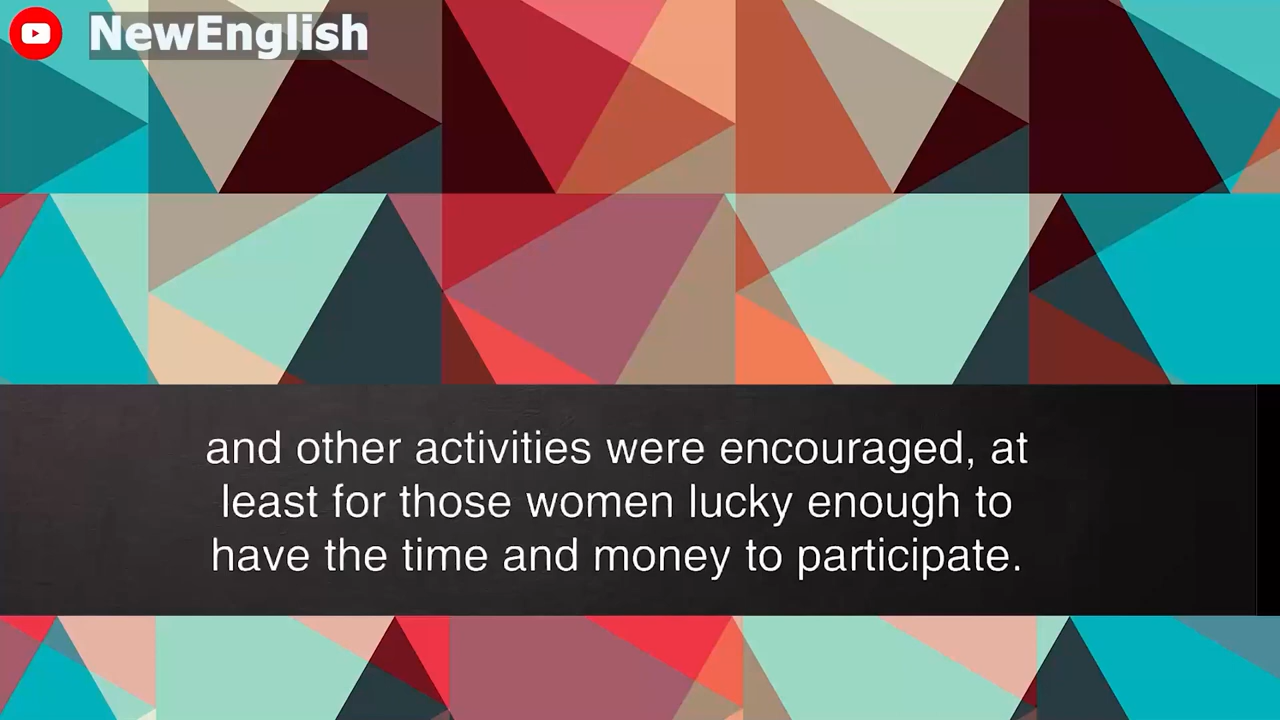 NewEnglish
and other activities were encouraged, at
least for those women lucky enough to
have the time and money to participate.